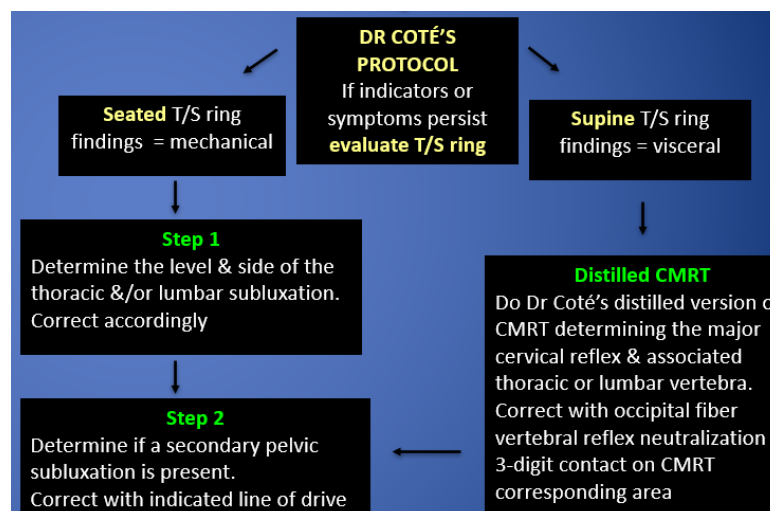 DR COTÉ'S
PROTOCOL
If indicators or
symptoms persist
evaluate T/S ring
Seated T/S ring
findings = mechanical
Supine T/S ring
findings = visceral
Step 1
Determine the level & side of the
thoracic &/or lumbar subluxation.
Correct accordingly
Distilled CMRT
Do Dr Coté's distilled version
CMRT determining the major
cervical reflex & associated
thoracic or lumbar vertebra.
Correct with occipital fiber
vertebral reflex neutralization
3-digit contact on CMRT
corresponding area
Step 2
Determine if a secondary pelvic
subluxation is present.
Correct with indicated line of drive